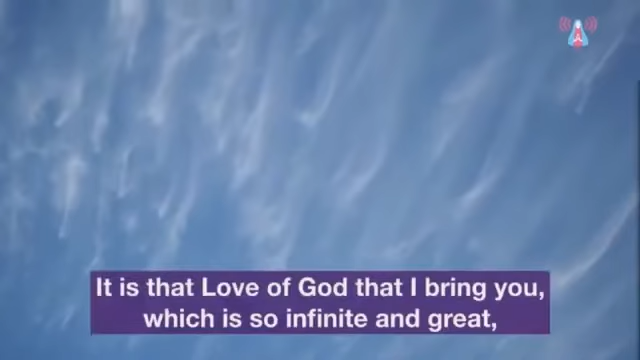 It is that Love of God that I bring you,
which is so infinite and great,